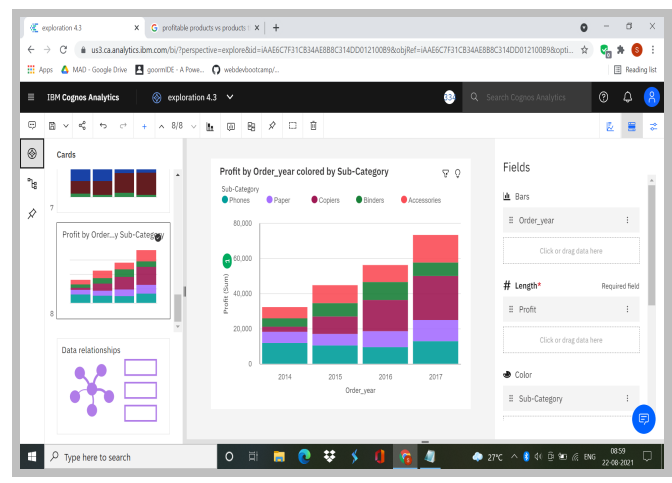 exploration 4.3
profitable products vs products s
us3.ca.analytics.ibm.com/bi/?perspective=explore&id=iAAE6C7F31CB34AE8B8C314DD012100B9&objRef=iAAE6C7F31CB34AE8B8C314DD012100B9&opti...
Apps
MAD - Google Drive
goormIDE - A Powe...
webdevbootcamp/...
Reading list
IBM Cognos Analytics
exploration 4.3
Search Cognos Analytics
8/8
Cards
7
Profit by Order...y Sub-Category
8
Data relationships
Profit by Order_year colored by Sub-Category
Sub-Category
Phones
Paper
Copiers
Binders
Accessories
80,000
60,000
40,000
20,000
0
Profit (Sum)
2014
2015
2016
2017
Order_year
Fields
Bars
Order_year
Click or drag data here
Length*
Required field
Profit
Click or drag data here
Color
Sub-Category
Type here to search
27°C
ENG
08:59
22-08-2021